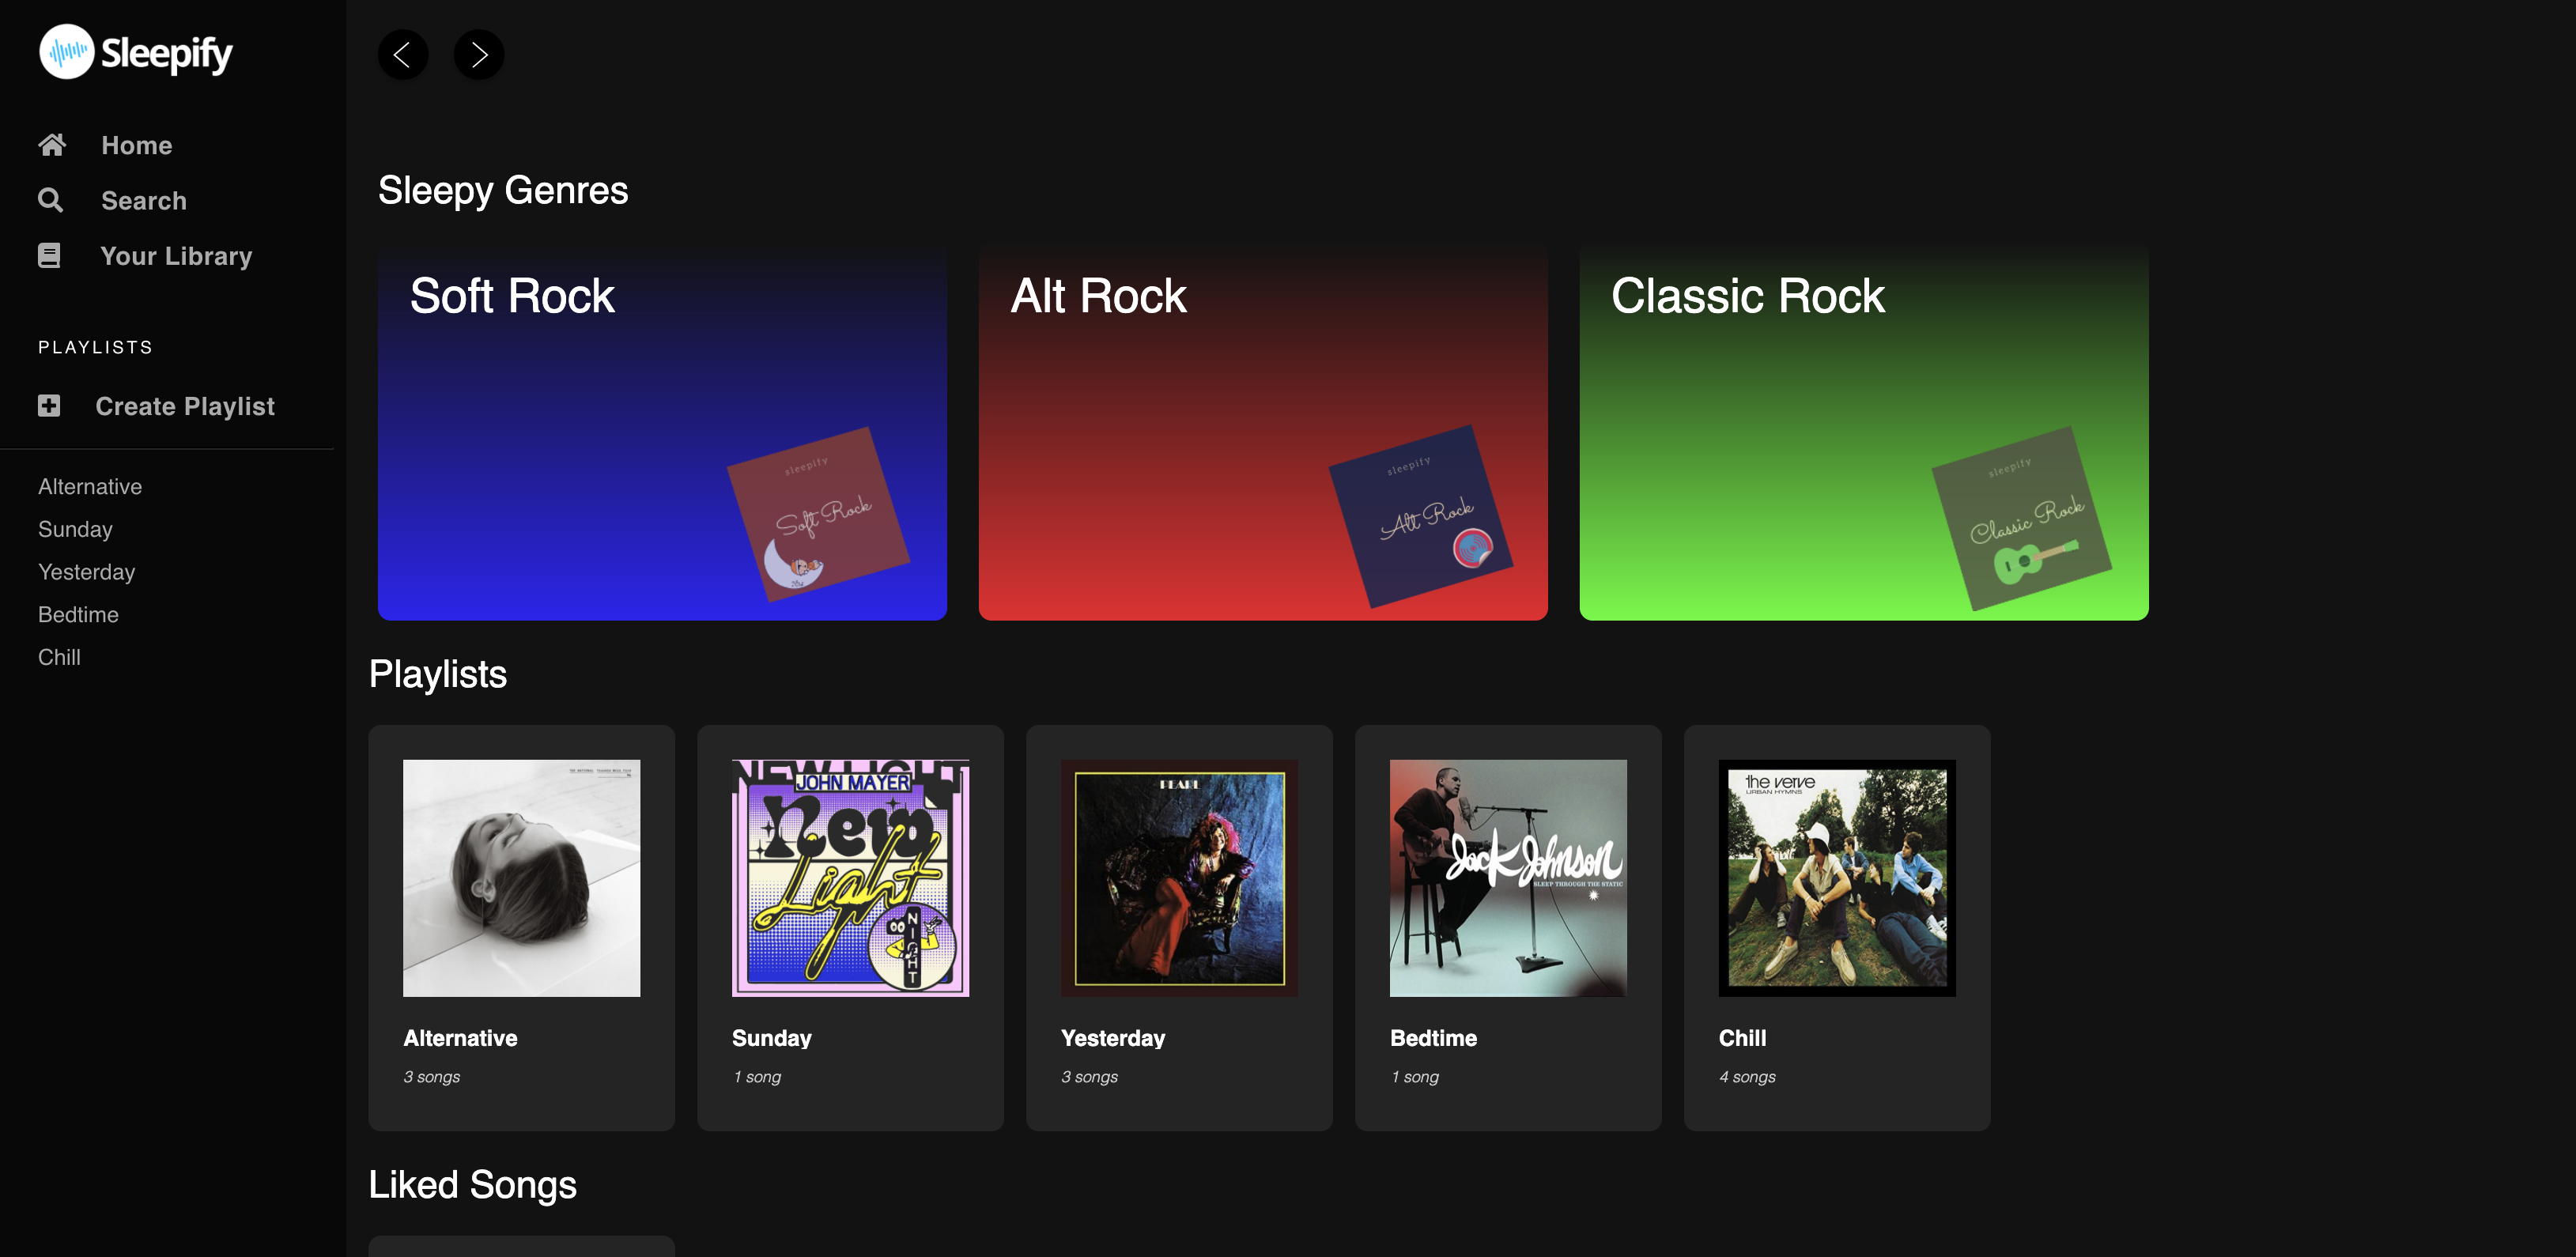 Sleepify
Home
Search
Your Library
PLAYLISTS
Create Playlist
Alternative
Sunday
Yesterday
Bedtime
Chill
Sleepy Genres
Soft Rock
sleepify
Soft Rock
Alt Rock
sleepify
Alt Rock
Classic Rock
sleepify
Classic Rock
Playlists
Alternative
3 songs
NEW LIGHT
JOHN MAYER
New
Light
NIGHT
Sunday
1 song
PEARL
Yesterday
3 songs
Jack Johnson
SLEEP THROUGH THE STATIC
Bedtime
1 song
the verve
URBAN HYMNS
Chill
4 songs
Liked Songs